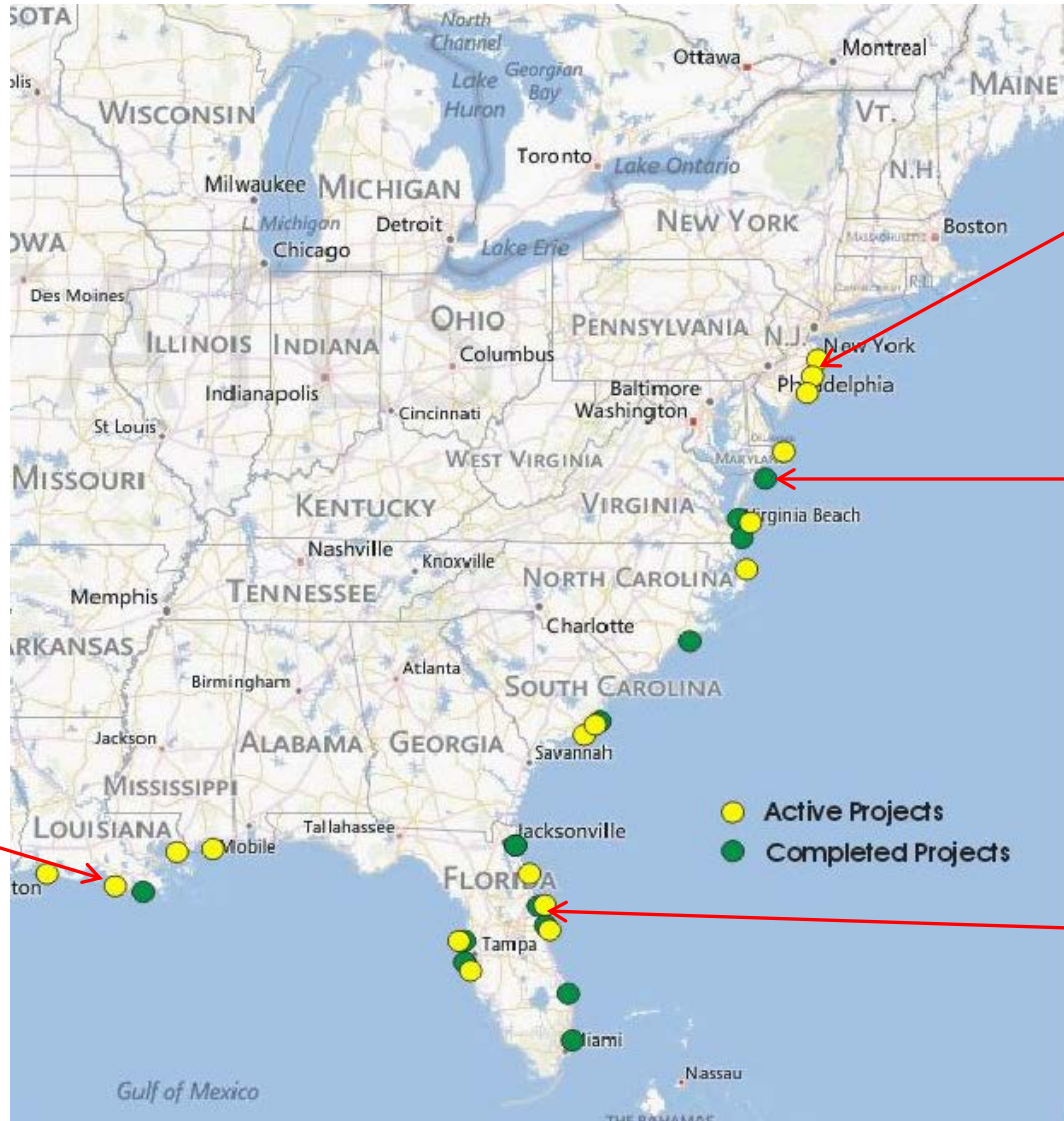 SOTA
North
Channel
Ottawa
Montreal
MAINE
Lake
Huron
Georgian
Bay
olis
WISCONSIN
VT.
Toronto
Lake Ontario
N.H.
Milwaukee
MICHIGAN
L. Michigan
Detroit
NEW YORK
MASSACHUSETTS
Boston
OWA
Chicago
Lake Erie
CONNECTICUT
R.I.
Des Moines
OHIO
PENNSYLVANIA
N.J.
ILLINOIS
INDIANA
Columbus
New York
Indianapolis
Baltimore
Philadelphia
Cincinnati
Washington
St Louis
WEST VIRGINIA
DELAWARE
MARYLAND
MISSOURI
KENTUCKY
VIRGINIA
Virginia Beach
Nashville
Knoxville
NORTH CAROLINA
TENNESSEE
Memphis
Charlotte
ARKANSAS
Atlanta
Birmingham
SOUTH CAROLINA
Jackson
ALABAMA
GEORGIA
Savannah
MISSISSIPPI
Active Projects
LOUISIANA
Tallahassee
Jacksonville
Mobile
Completed Projects
ton
FLORIDA
Tampa
Miami
Gulf of Mexico
Nassau
THE BAHAMAS